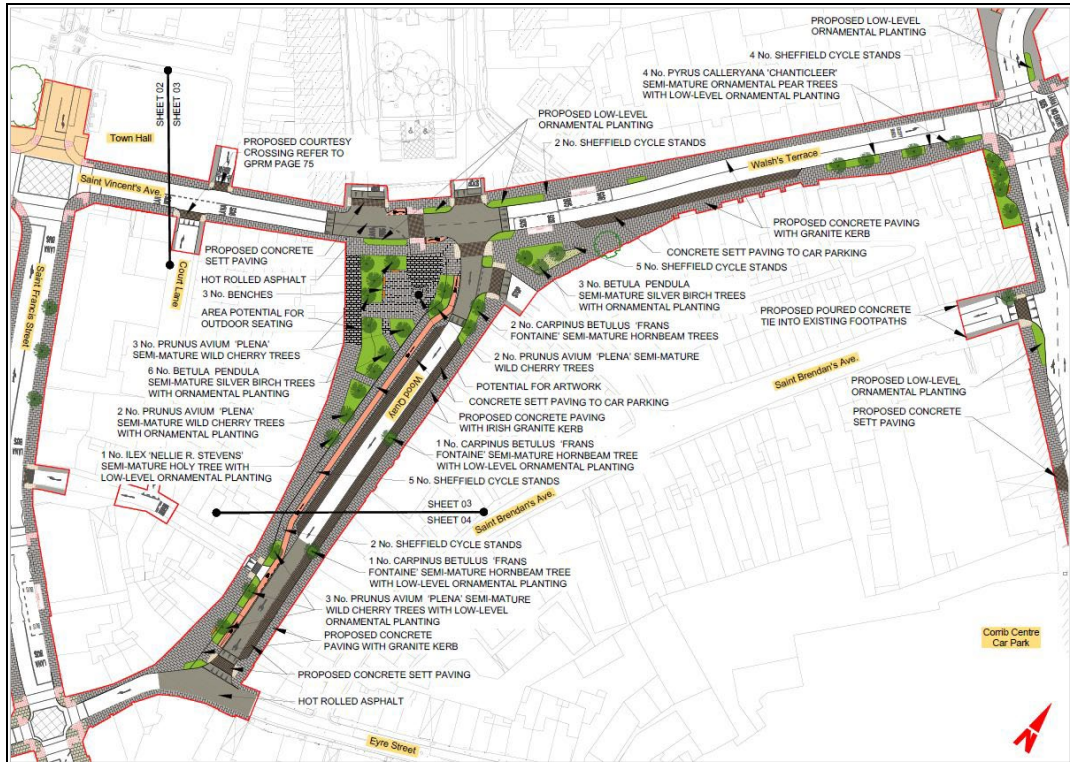 PROPOSED LOW-LEVEL
ORNAMENTAL PLANTING
4 No. SHEFFIELD CYCLE STANDS
4 No. PYRUS CALLERYANA 'CHANTICLEER'
SEMI-MATURE ORNAMENTAL PEAR TREES
WITH LOW-LEVEL ORNAMENTAL PLANTING
SHEET 02
SHEET 03
Town Hall
PROPOSED COURTESY
CROSSING REFER TO
GPRM PAGE 75
PROPOSED LOW-LEVEL
ORNAMENTAL PLANTING
2 No. SHEFFIELD CYCLE STANDS
Walsh's Terrace
Saint Vincent's Ave.
Court Lane
Saint Francis Street
PROPOSED CONCRETE
SETT PAVING
HOT ROLLED ASPHALT
3 No. BENCHES
AREA POTENTIAL FOR
OUTDOOR SEATING
3 No. PRUNUS AVIUM 'PLENA'
SEMI-MATURE WILD CHERRY TREES
6 No. BETULA PENDULA
SEMI-MATURE SILVER BIRCH TREES
WITH ORNAMENTAL PLANTING
2 No. PRUNUS AVIUM 'PLENA'
SEMI-MATURE WILD CHERRY TREES
WITH ORNAMENTAL PLANTING
1 No. ILEX 'NELLIE R. STEVENS'
SEMI-MATURE HOLY TREE WITH
LOW-LEVEL ORNAMENTAL PLANTING
PROPOSED CONCRETE PAVING
WITH GRANITE KERB
CONCRETE SETT PAVING TO CAR PARKING
5 No. SHEFFIELD CYCLE STANDS
3 No. BETULA PENDULA
SEMI-MATURE SILVER BIRCH TREES
WITH ORNAMENTAL PLANTING
2 No. CARPINUS BETULUS 'FRANS
FONTAINE' SEMI-MATURE HORNBEAM TREES
2 No. PRUNUS AVIUM 'PLENA' SEMI-MATURE
WILD CHERRY TREES
POTENTIAL FOR ARTWORK
CONCRETE SETT PAVING TO CAR PARKING
PROPOSED CONCRETE PAVING
WITH IRISH GRANITE KERB
1 No. CARPINUS BETULUS 'FRANS
FONTAINE' SEMI-MATURE HORNBEAM TREE
WITH LOW-LEVEL ORNAMENTAL PLANTING
5 No. SHEFFIELD CYCLE STANDS
Wood Quay
PROPOSED POURED CONCRETE
TIE INTO EXISTING FOOTPATHS
Saint Brendan's Ave.
PROPOSED LOW-LEVEL
ORNAMENTAL PLANTING
PROPOSED CONCRETE
SETT PAVING
SHEET 03
SHEET 04
Saint Brendan's Ave.
2 No. SHEFFIELD CYCLE STANDS
1 No. CARPINUS BETULUS 'FRANS
FONTAINE' SEMI-MATURE HORNBEAM TREE
WITH LOW-LEVEL ORNAMENTAL PLANTING
3 No. PRUNUS AVIUM 'PLENA' SEMI-MATURE
WILD CHERRY TREES WITH LOW-LEVEL
ORNAMENTAL PLANTING
PROPOSED CONCRETE
PAVING WITH GRANITE KERB
PROPOSED CONCRETE SETT PAVING
HOT ROLLED ASPHALT
Eyre Street
Corrib Centre
Car Park
N